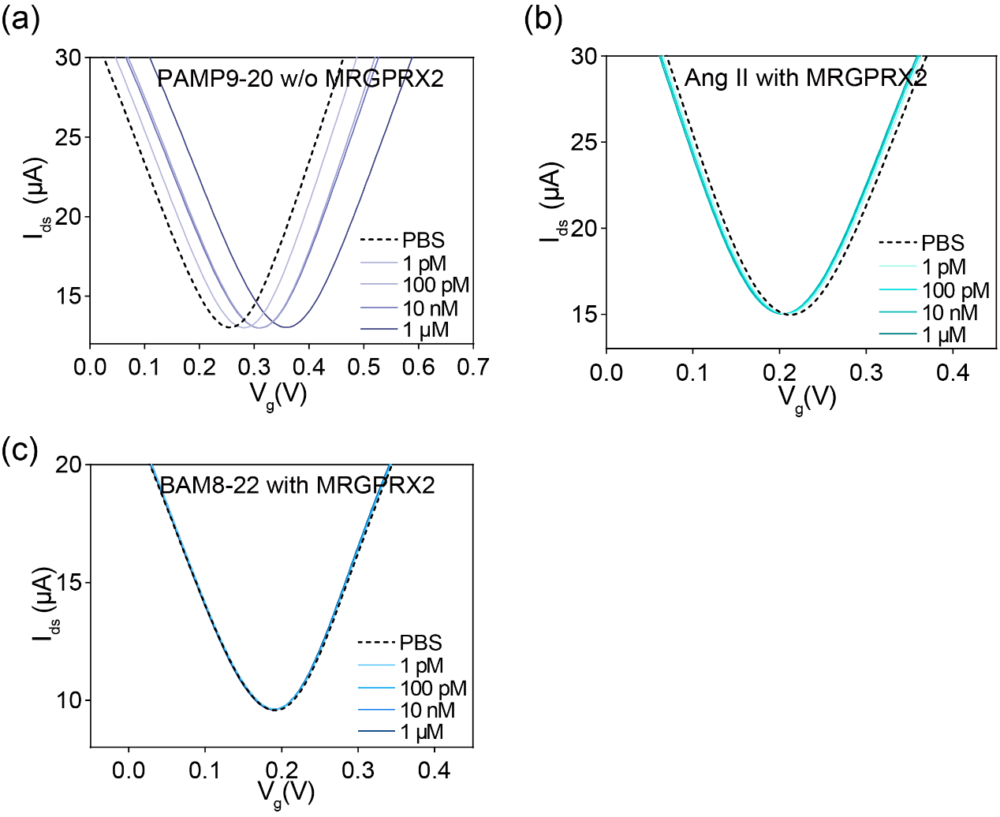 (a)
PAMP9-20 w/o MRGPRX2
30
25
20
15
I_ds (µA)
PBS
1 pM
100 pM
10 nM
1 µM
0.0 0.1 0.2 0.3 0.4 0.5 0.6 0.7
V_g(V)
(b)
Ang II with MRGPRX2
30
25
20
15
I_ds (µA)
PBS
1 pM
100 pM
10 nM
1 µM
0.0 0.1 0.2 0.3 0.4
V_g(V)
(c)
BAM8-22 with MRGPRX2
20
15
10
I_ds (µA)
PBS
1 pM
100 pM
10 nM
1 µM
0.0 0.1 0.2 0.3 0.4
V_g(V)